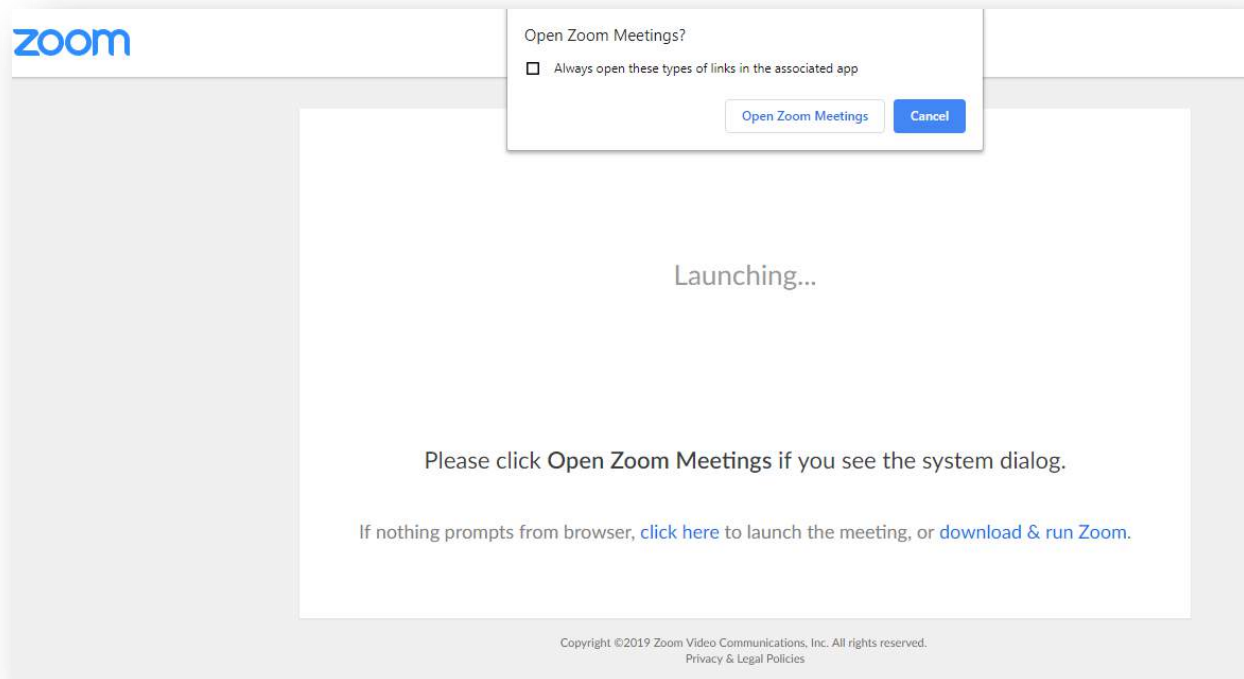 zoom
Open Zoom Meetings?
Always open these types of links in the associated app
Open Zoom Meetings
Cancel
Launching...
Please click Open Zoom Meetings if you see the system dialog.
If nothing prompts from browser, click here to launch the meeting, or download & run Zoom.
Copyright ©2019 Zoom Video Communications, Inc. All rights reserved.
Privacy & Legal Policies